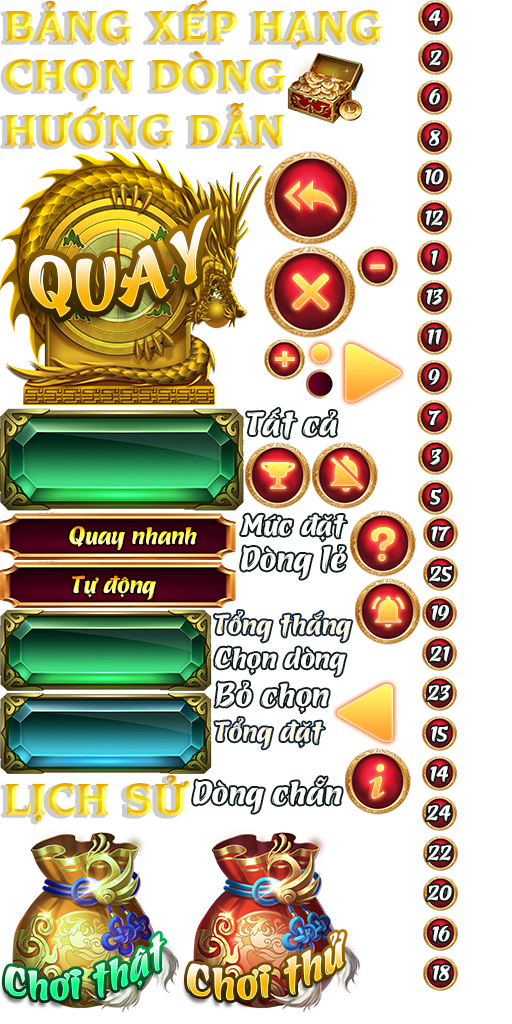 BẢNG XẾP HẠNG
CHỌN DÒNG
HƯỚNG DẪN
QUAY
Tất cả
Quay nhanh
Mức đặt
Dòng lẻ
Tự động
Tổng thắng
Chọn dòng
Bỏ chọn
Tổng đặt
LỊCH SỬ
Dòng chẵn
Chơi thật
Chơi thử
4
2
6
8
10
12
1
13
11
9
7
3
5
17
25
19
21
23
15
14
24
22
20
16
18